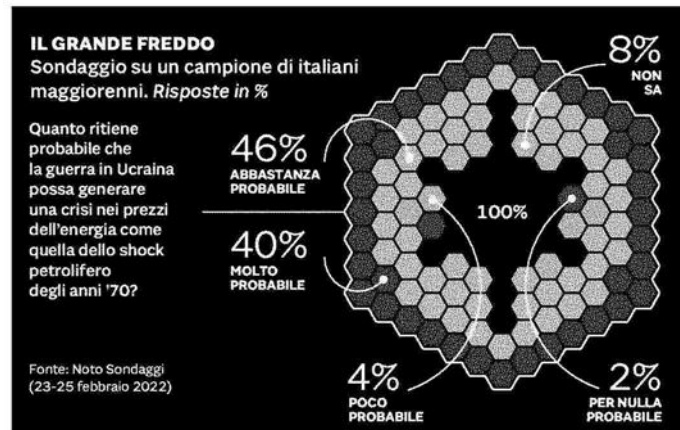 IL GRANDE FREDDO
Sondaggio su un campione di italiani
maggiorenni. Risposte in %
Quanto ritiene
probabile che
la guerra in Ucraina
possa generare
una crisi nei prezzi
dell'energia come
quella dello shock
petrolifero
degli anni '70?
46%
ABBASTANZA
PROBABILE
40%
MOLTO
PROBABILE
8%
NON
SA
100%
4%
POCO
PROBABILE
2%
PER NULLA
PROBABILE
Fonte: Noto Sondaggi
(23-25 febbraio 2022)